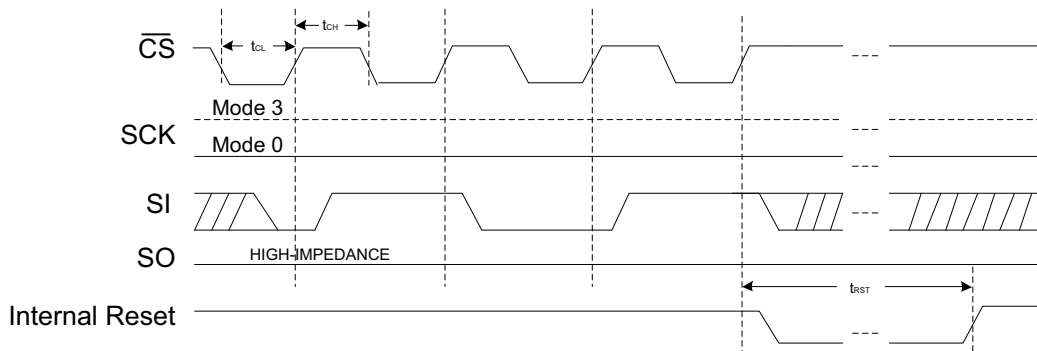 tCH
CS
tCL
Mode 3
SCK
Mode 0
SI
SO
HIGH-IMPEDANCE
tRST
Internal Reset